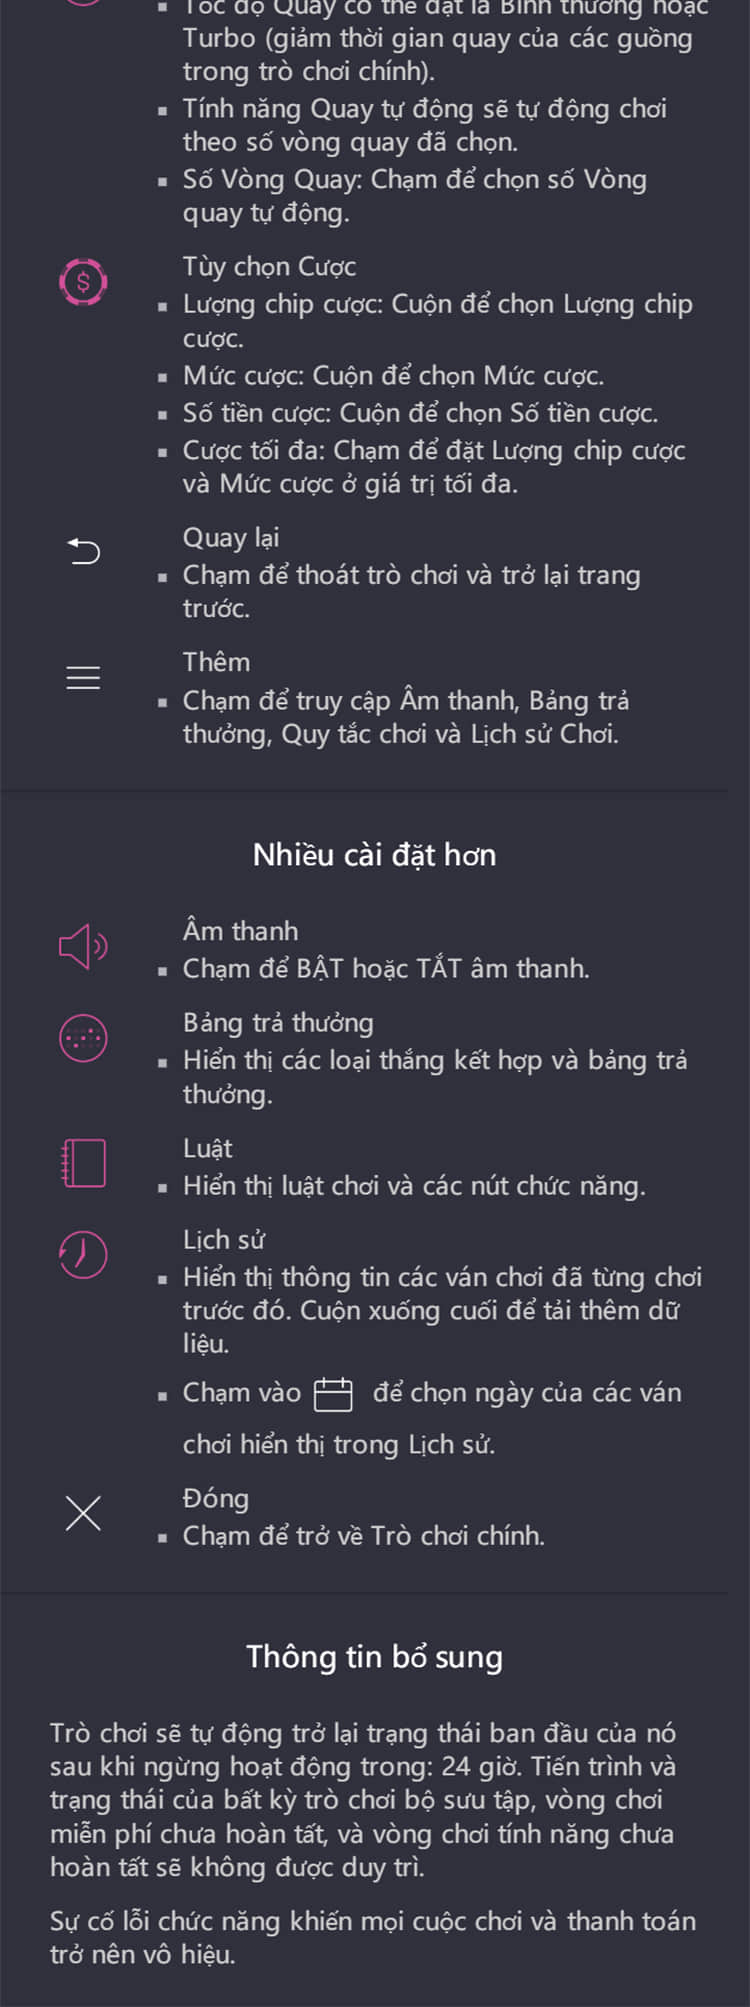 Tốc độ Quay có thể đặt là Bình thường hoặc
Turbo (giảm thời gian quay của các guồng
trong trò chơi chính).
Tính năng Quay tự động sẽ tự động chơi
theo số vòng quay đã chọn.
Số Vòng Quay: Chạm để chọn số Vòng
quay tự động.
Tùy chọn Cược
Lượng chip cược: Cuộn để chọn Lượng chip
cược.
Mức cược: Cuộn để chọn Mức cược.
Số tiền cược: Cuộn để chọn Số tiền cược.
Cược tối đa: Chạm để đặt Lượng chip cược
và Mức cược ở giá trị tối đa.
Quay lại
Chạm để thoát trò chơi và trở lại trang
trước.
Thêm
Chạm để truy cập Âm thanh, Bảng trả
thưởng, Quy tắc chơi và Lịch sử Chơi.
Nhiều cài đặt hơn
Âm thanh
Chạm để BẬT hoặc TẮT âm thanh.
Bảng trả thưởng
Hiển thị các loại thắng kết hợp và bảng trả
thưởng.
Luật
Hiển thị luật chơi và các nút chức năng.
Lịch sử
Hiển thị thông tin các ván chơi đã từng chơi
trước đó. Cuộn xuống cuối để tải thêm dữ
liệu.
Chạm vào để chọn ngày của các ván
chơi hiển thị trong Lịch sử.
Đóng
Chạm để trở về Trò chơi chính.
Thông tin bổ sung
Trò chơi sẽ tự động trở lại trạng thái ban đầu của nó
sau khi ngừng hoạt động trong: 24 giờ. Tiến trình và
trạng thái của bất kỳ trò chơi bộ sưu tập, vòng chơi
miễn phí chưa hoàn tất, và vòng chơi tính năng chưa
hoàn tất sẽ không được duy trì.
Sự cố lỗi chức năng khiến mọi cuộc chơi và thanh toán
trở nên vô hiệu.